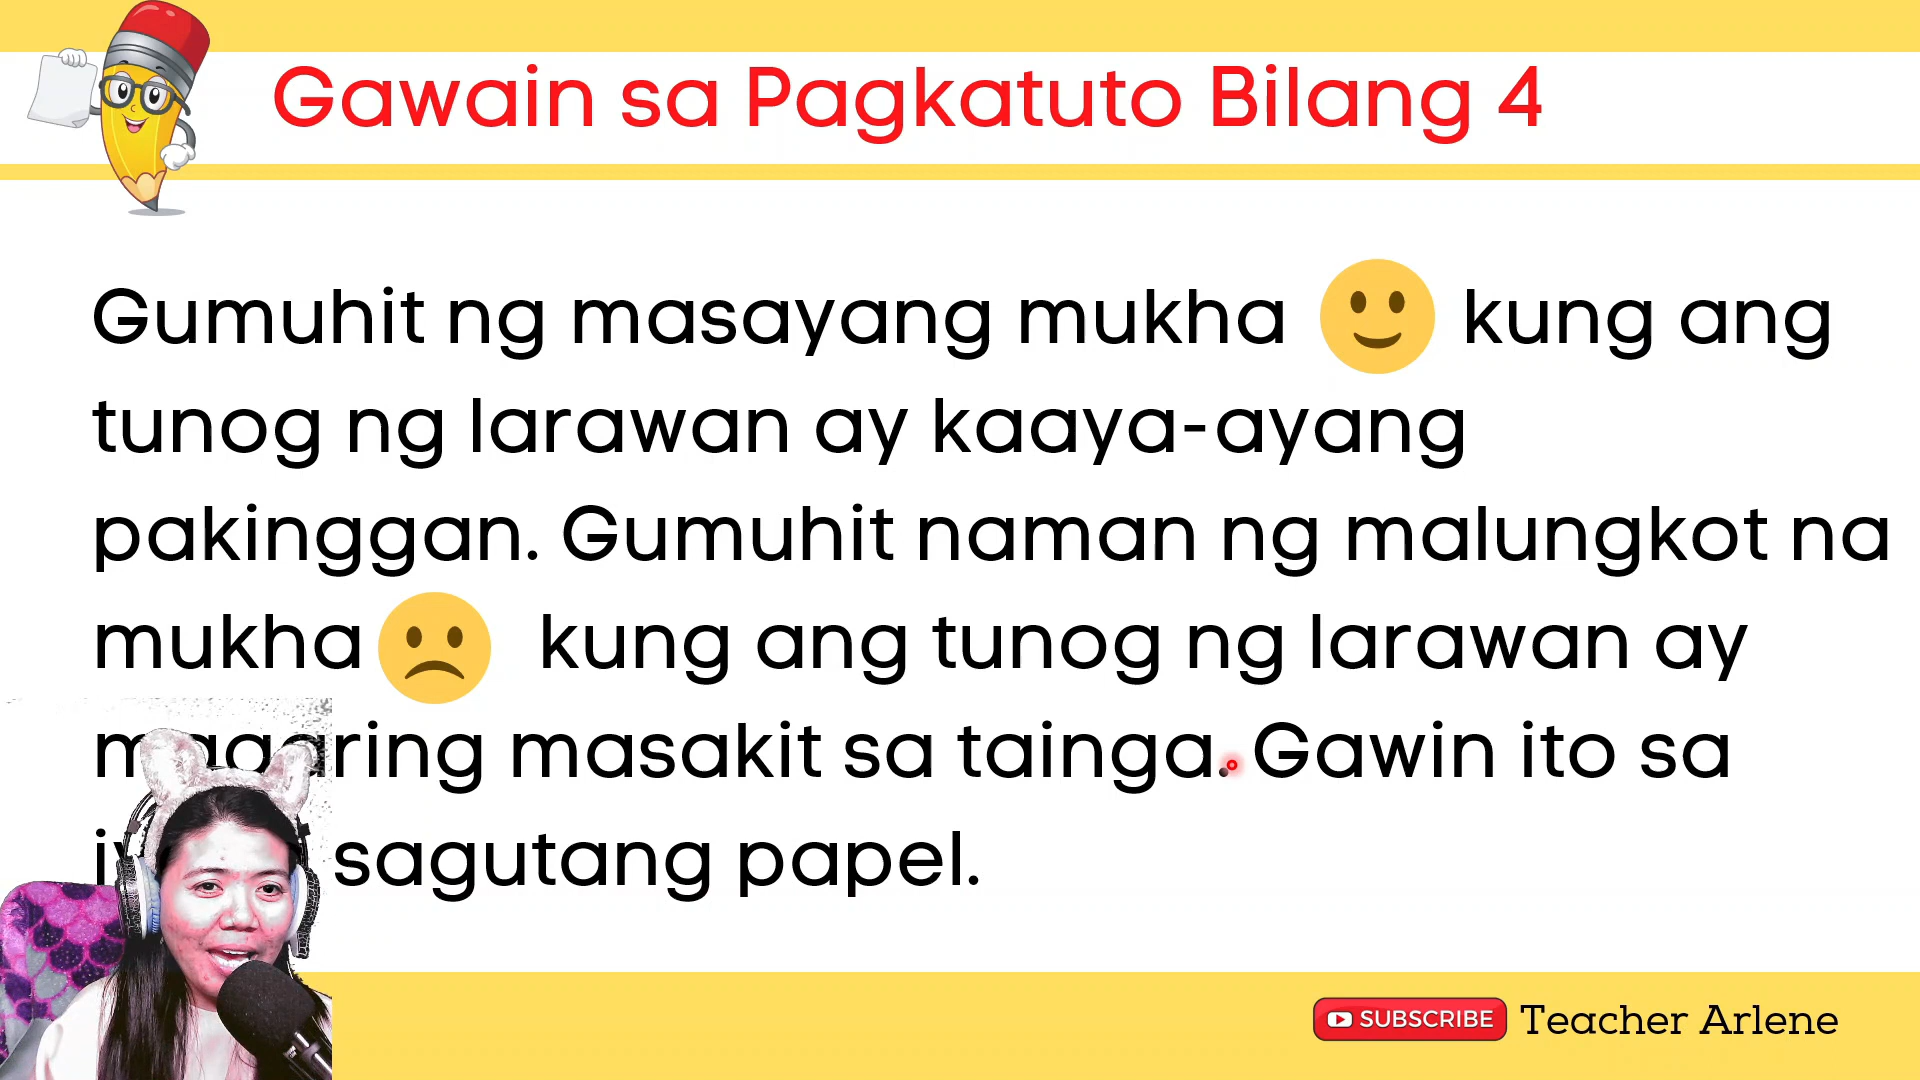 Gawain sa Pagkatuto Bilang 4
Gumuhit ng masayang mukha kung ang
tunog ng larawan ay kaaya-ayang
pakinggan. Gumuhit naman ng malungkot na
mukha kung ang tunog ng larawan ay
maaaring masakit sa tainga. Gawin ito sa
sagutang papel.
SUBSCRIBE Teacher Arlene